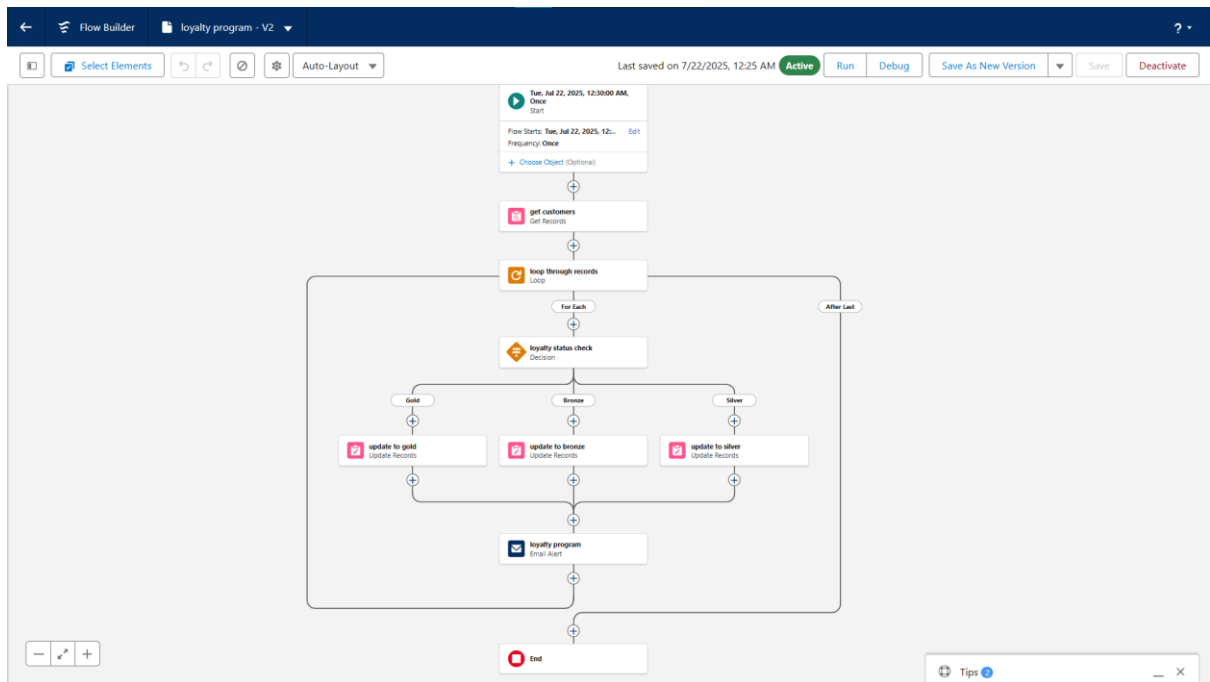 Flow Builder
loyalty program - V2
?
Select Elements
Auto-Layout
Last saved on 7/22/2025, 12:25 AM
Active
Run
Debug
Save As New Version
Save
Deactivate
Tue, Jul 22, 2025, 12:30:00 AM,
Once
Start
Flow Starts: Tue, Jul 22, 2025, 12:... Edit
Frequency: Once
+ Choose Object (Optional)
get customers
Get Records
loop through records
Loop
For Each
After Last
loyalty status check
Decision
Gold
Bronze
Silver
update to gold
Update Records
update to bronze
Update Records
update to silver
Update Records
loyalty program
Email Alert
End
Tips 2